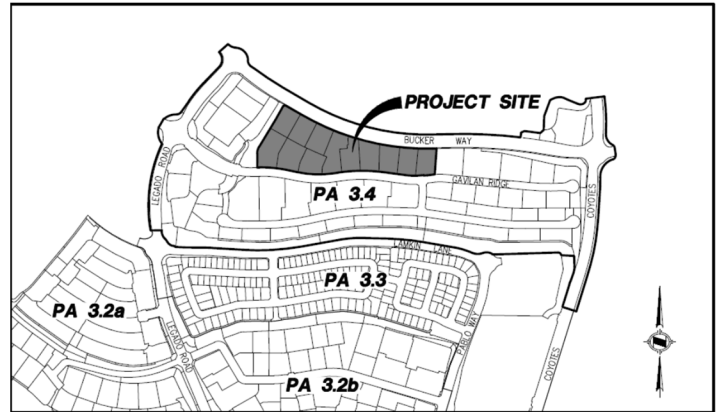 PROJECT SITE
BUCKER WAY
LEGADO ROAD
GAVILAN RIDGE
PA 3.4
COYOTES
LAMKIN LANE
PA 3.3
PA 3.2a
LEGADO ROAD
PABLO WAY
COYOTES
PA 3.2b